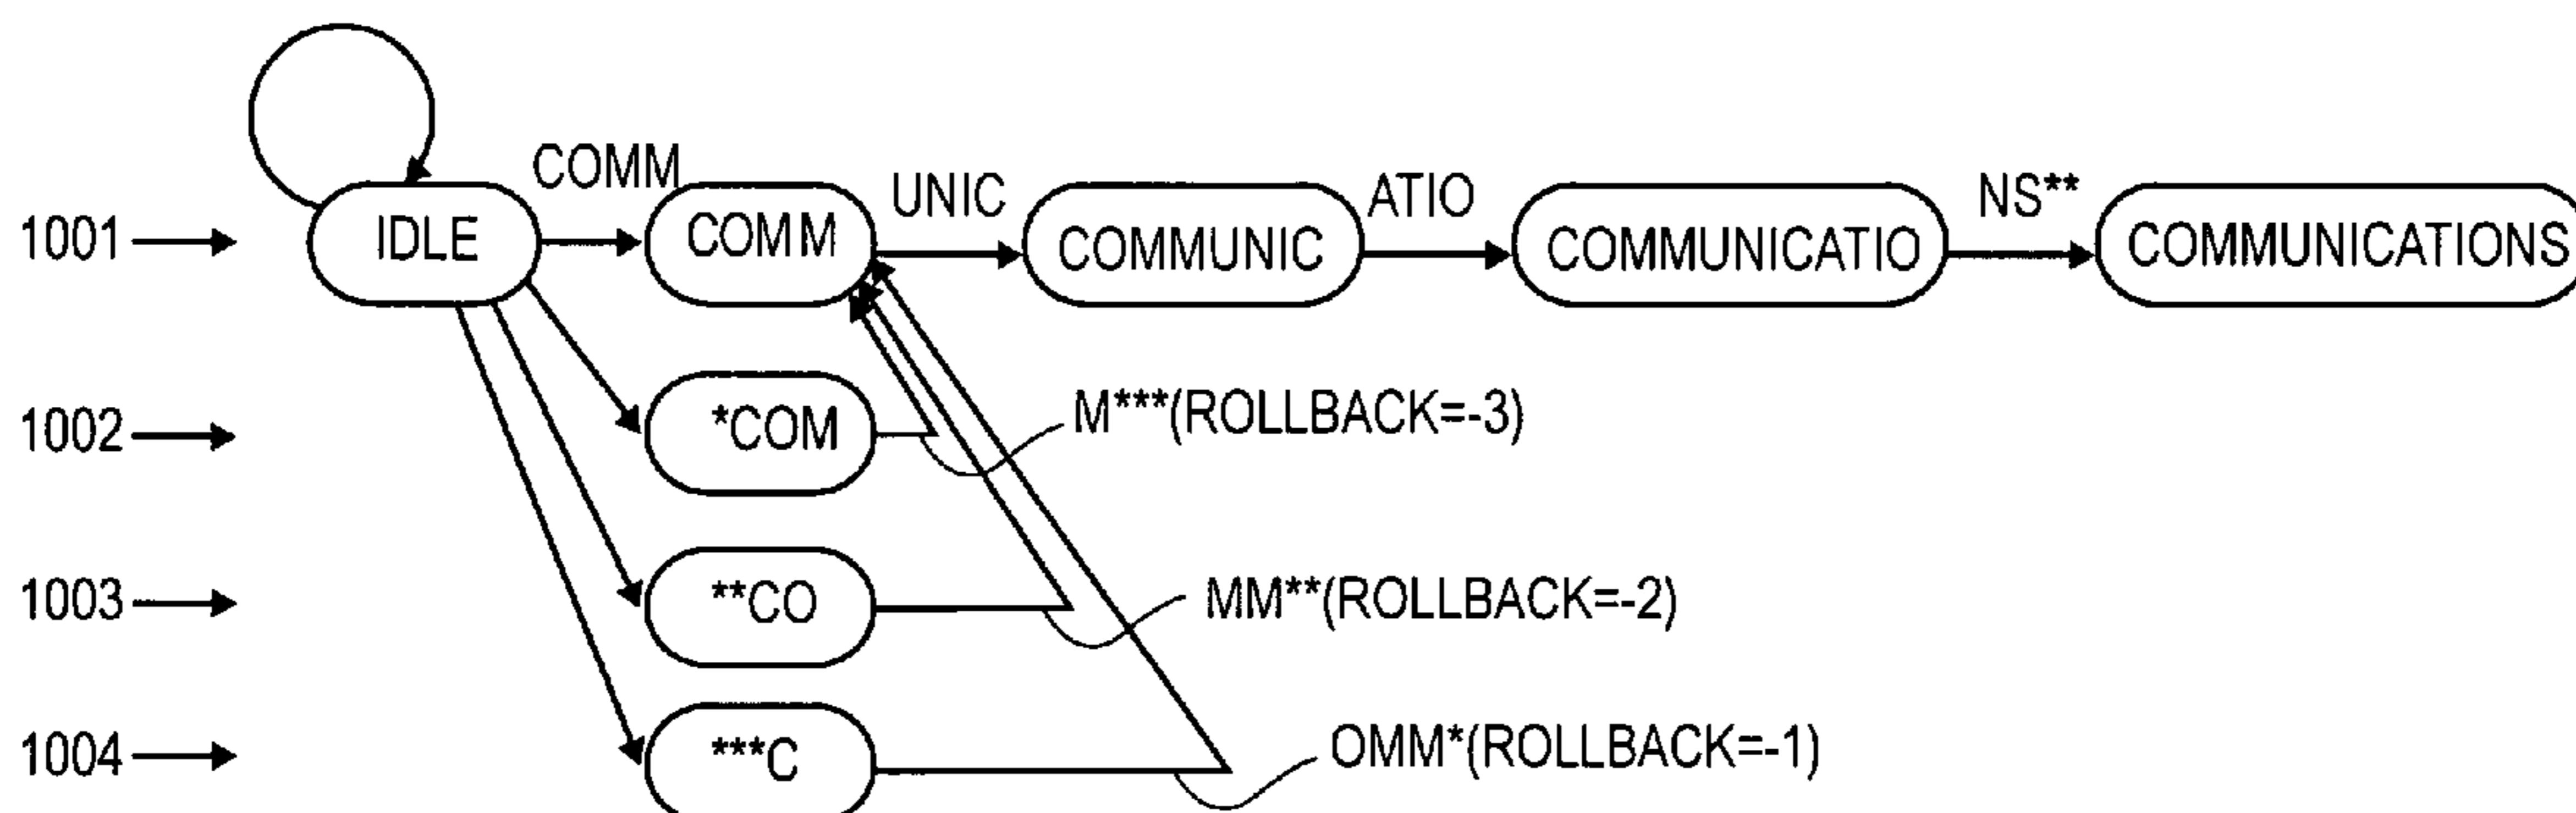 COMM
UNIC
ATIO
NS**
1001
IDLE
COMM
COMMUNIC
COMMUNICATIO
COMMUNICATIONS
1002
*COM
M***(ROLLBACK=-3)
1003
**CO
MM**(ROLLBACK=-2)
1004
***C
OMM*(ROLLBACK=-1)